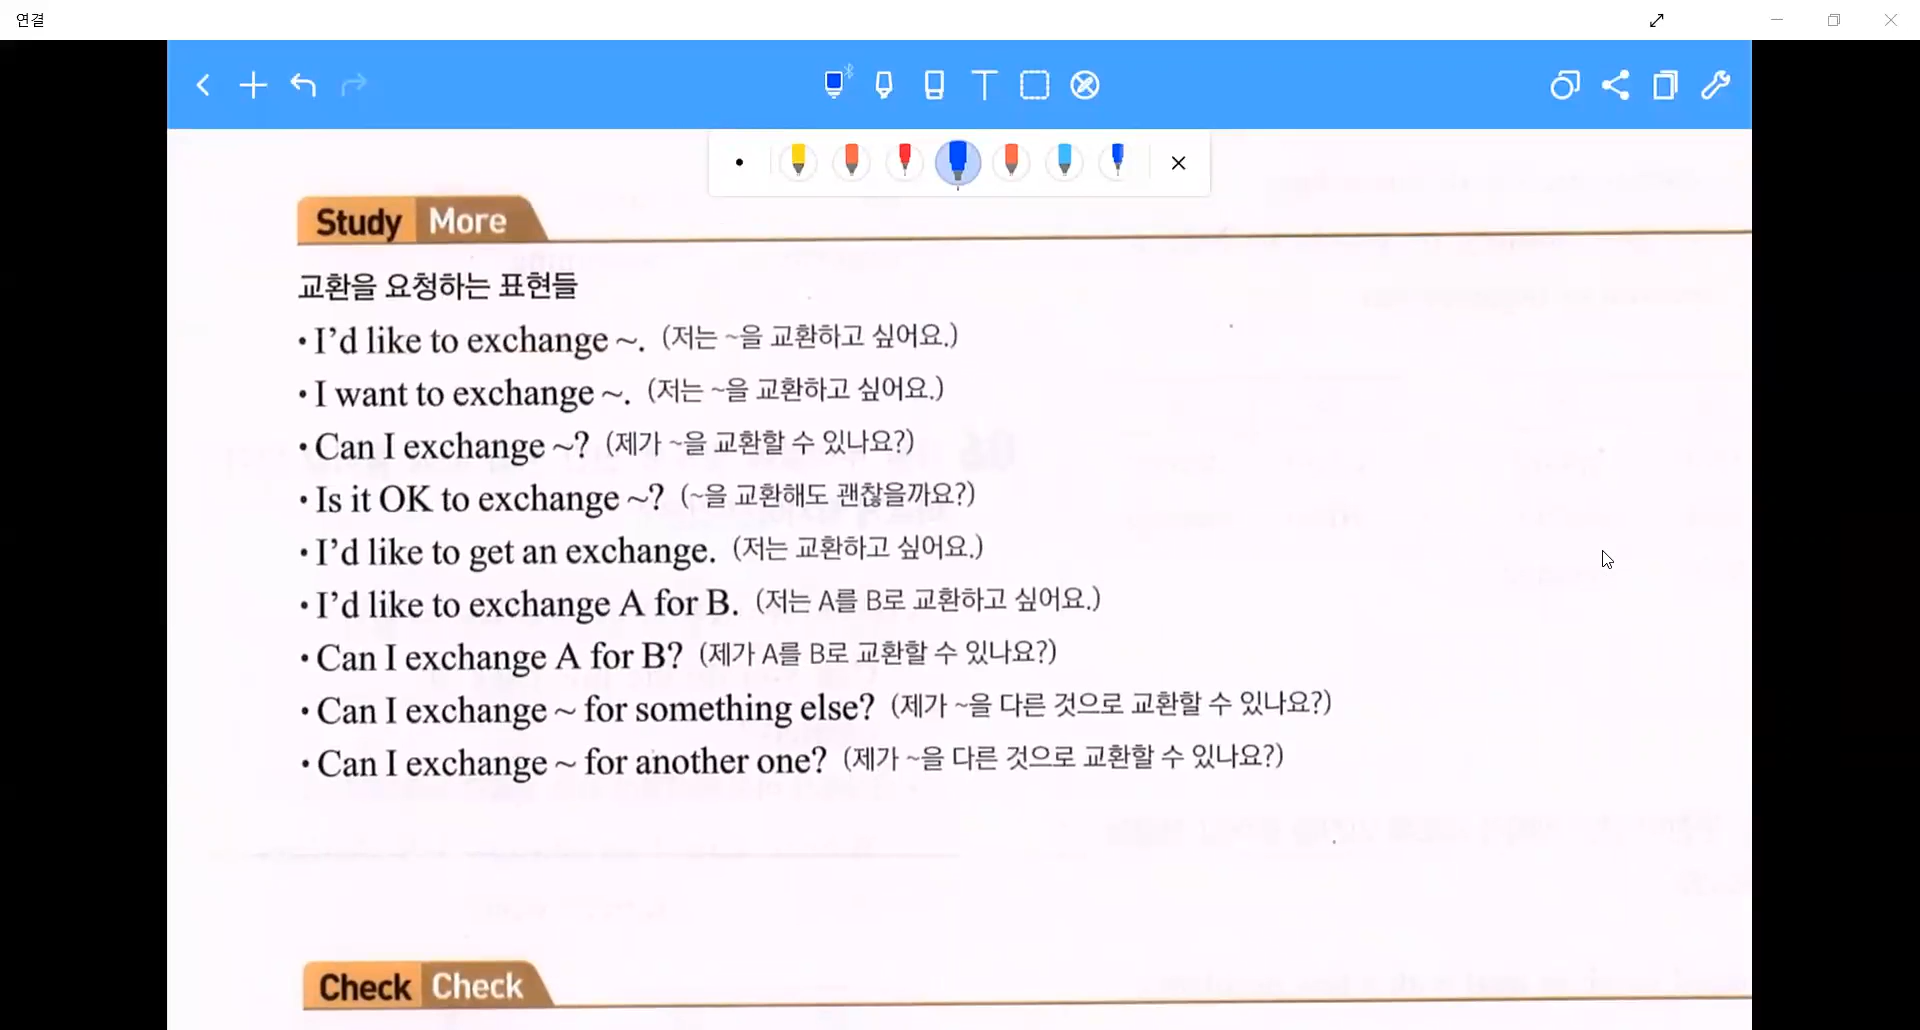 연결
Study More
교환을 요청하는 표현들
• I'd like to exchange ~. (저는 ~을 교환하고 싶어요.)
• I want to exchange ~. (저는 ~을 교환하고 싶어요.)
• Can I exchange ~? (제가 ~을 교환할 수 있나요?)
• Is it OK to exchange ~? (~을 교환해도 괜찮을까요?)
• I'd like to get an exchange. (저는 교환하고 싶어요.)
• I'd like to exchange A for B. (저는 A를 B로 교환하고 싶어요.)
• Can I exchange A for B? (제가 A를 B로 교환할 수 있나요?)
• Can I exchange ~ for something else? (제가 ~을 다른 것으로 교환할 수 있나요?)
• Can I exchange ~ for another one? (제가 ~을 다른 것으로 교환할 수 있나요?)
Check Check